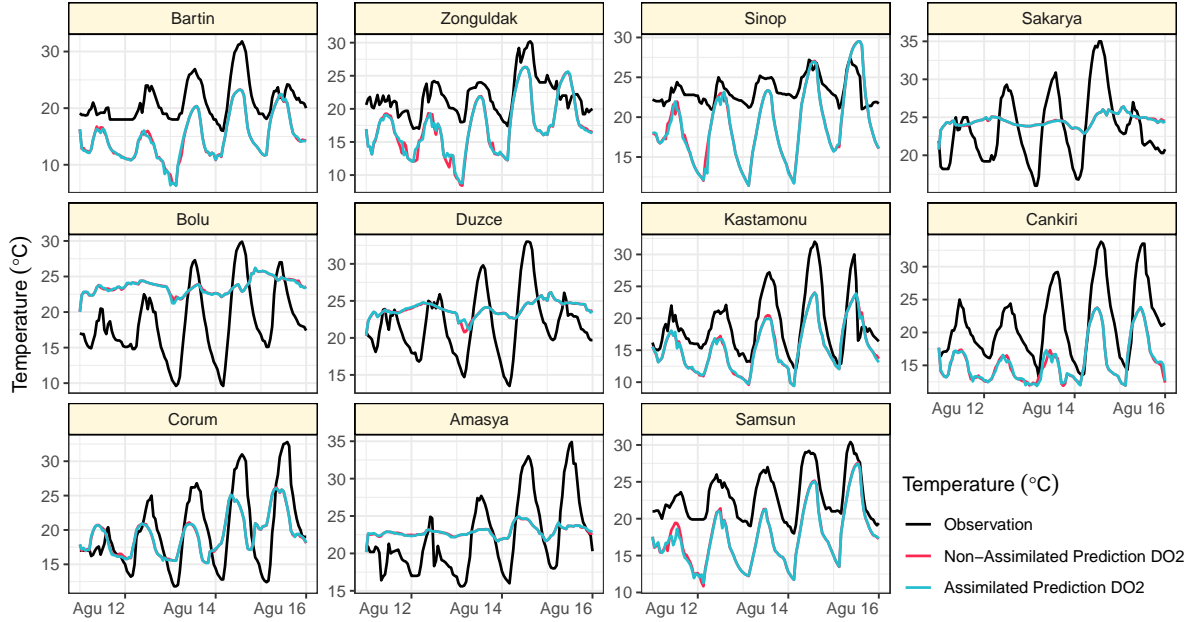 Bartin
Zonguldak
Sinop
Sakarya
30
20
10
30
25
20
15
10
25
20
15
35
30
25
20
Bolu
Duzce
Kastamonu
Cankiri
30
25
20
15
10
30
25
20
15
30
25
20
15
10
30
25
20
15
Agu 12
Agu 14
Agu 16
Corum
Amasya
Samsun
30
25
20
15
35
30
25
20
15
30
25
20
15
10
Agu 12
Agu 14
Agu 16
Agu 12
Agu 14
Agu 16
Agu 12
Agu 14
Agu 16
Temperature (°C)
Temperature (°C)
Observation
Non−Assimilated Prediction DO2
Assimilated Prediction DO2